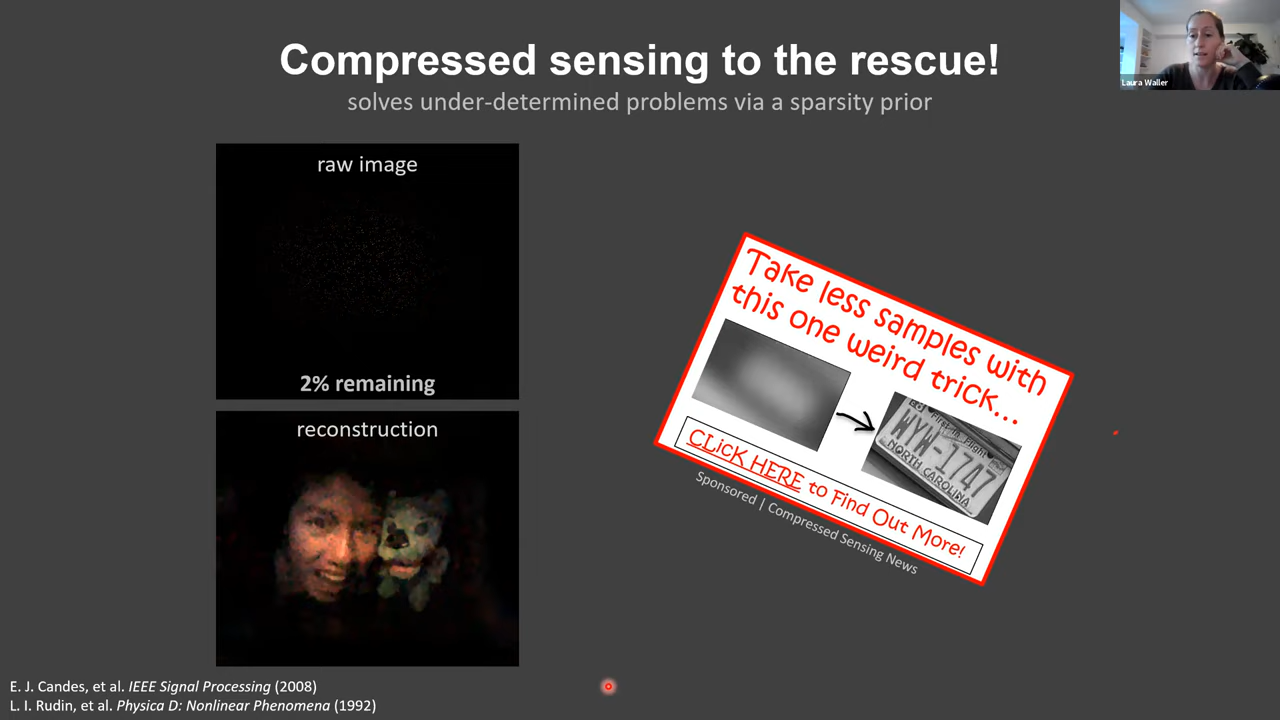 Compressed sensing to the rescue!
solves under-determined problems via a sparsity prior
Laura Waller
raw image
2% remaining
reconstruction
Take less samples with
this one weird trick...
WYW-1747
NORTH CAROLINA
CLiCK HERE to Find Out More!
Sponsored | Compressed Sensing News
E. J. Candes, et al. IEEE Signal Processing (2008)
L. I. Rudin, et al. Physica D: Nonlinear Phenomena (1992)